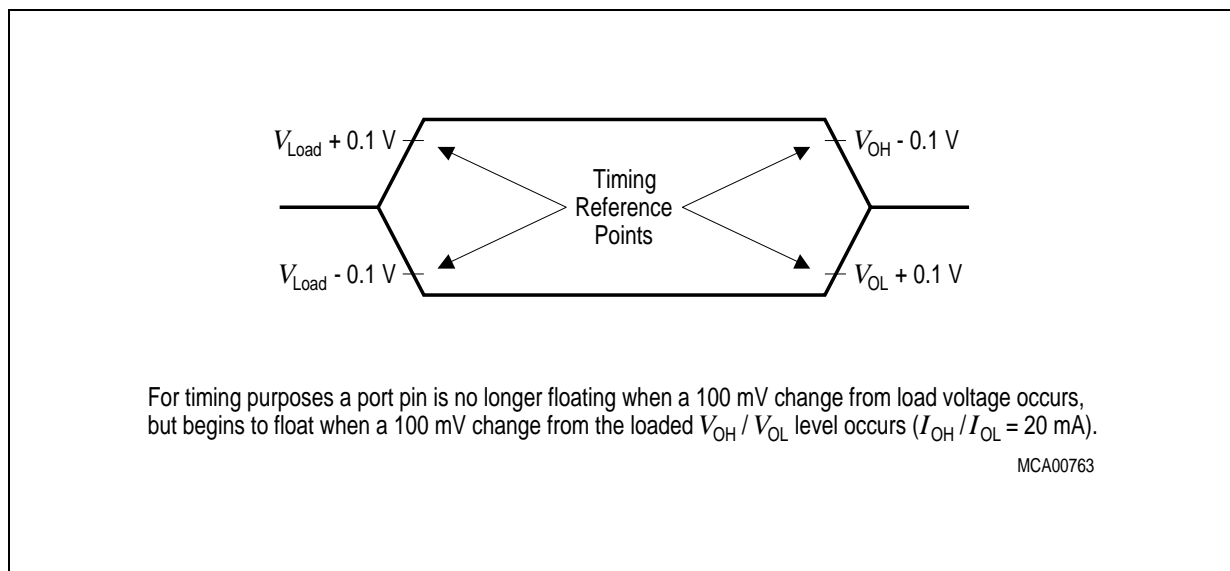 V_Load + 0.1 V
V_OH - 0.1 V
Timing
Reference
Points
V_Load - 0.1 V
V_OL + 0.1 V
For timing purposes a port pin is no longer floating when a 100 mV change from load voltage occurs,
but begins to float when a 100 mV change from the loaded V_OH / V_OL level occurs (I_OH / I_OL = 20 mA).
MCA00763